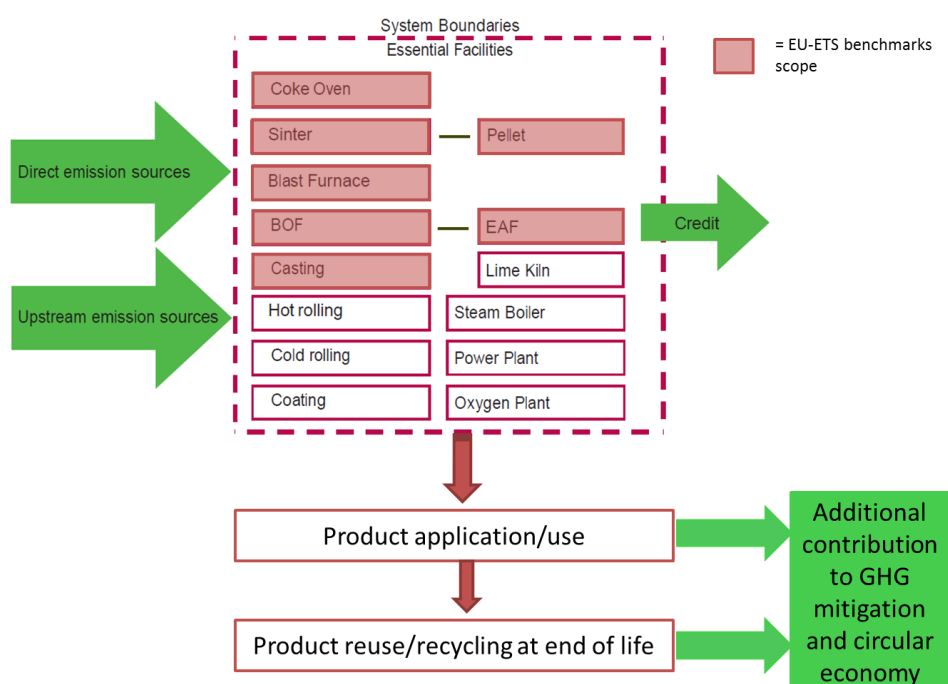 System Boundaries
Essential Facilities
= EU-ETS benchmarks
scope
Coke Oven
Sinter
Pellet
Direct emission sources
Blast Furnace
BOF
EAF
Credit
Casting
Lime Kiln
Hot rolling
Steam Boiler
Upstream emission sources
Cold rolling
Power Plant
Coating
Oxygen Plant
Product application/use
Product reuse/recycling at end of life
Additional
contribution
to GHG
mitigation
and circular
economy